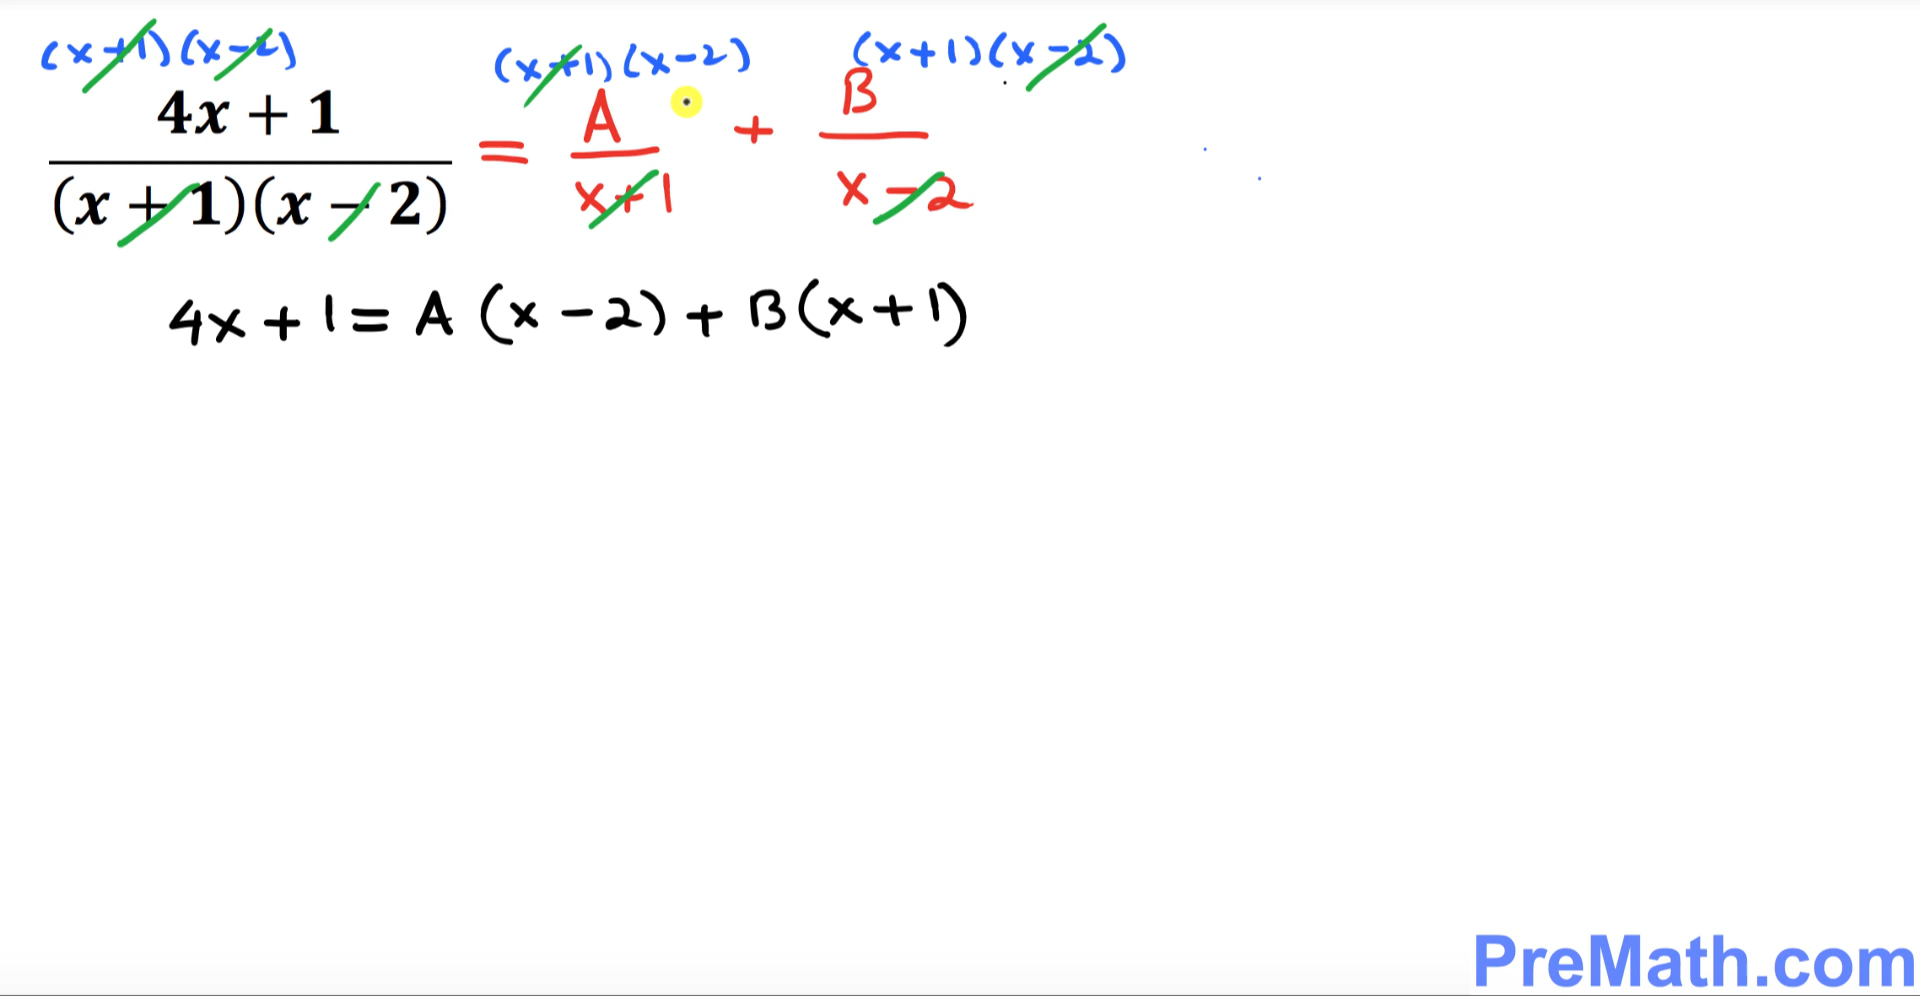 (x+1)(x-2) (x+1)(x-2) (x+1)(x-2)
4x + 1 / (x + 1)(x − 2) = A / x+1 + B / x-2
4x + 1 = A (x - 2) + B(x + 1)
PreMath.com